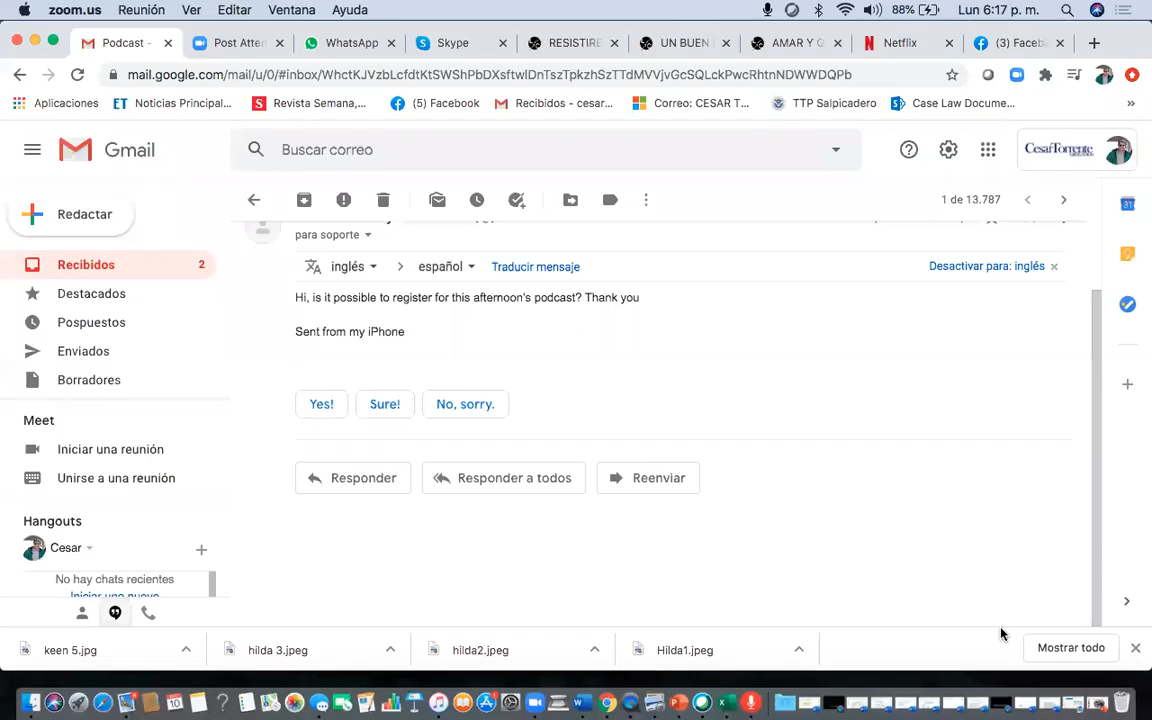 zoom.us Reunión Ver Editar Ventana Ayuda 88% Lun 6:17 p. m.
Podcast - Post Atten WhatsApp Skype RESISTIRE UN BUEN AMAR Y Q Netflix (3) Faceb
mail.google.com/mail/u/0/#inbox/WhctKJVzbLcfdtKtSWShPbDXsftwlDnTszTpkzhSzTTdMVVjvGcSQLckPwcRhtnNDWWDQPb
Aplicaciones Noticias Principal... Revista Semana,... (5) Facebook Recibidos - cesar... Correo: CESAR T... TTP Salpicadero Case Law Docume... »
Gmail Buscar correo CesarTorrente
Redactar 1 de 13.787
para soporte
Recibidos 2
inglés > español Traducir mensaje Desactivar para: inglés ×
Destacados
Hi, is it possible to register for this afternoon's podcast? Thank you
Pospuestos
Sent from my iPhone
Enviados
Borradores
Yes! Sure! No, sorry.
Meet
Iniciar una reunión
Unirse a una reunión
Responder Responder a todos Reenviar
Hangouts
Cesar
No hay chats recientes
Iniciar uno nuevo
keen 5.jpg hilda 3.jpeg hilda2.jpeg Hilda1.jpeg Mostrar todo